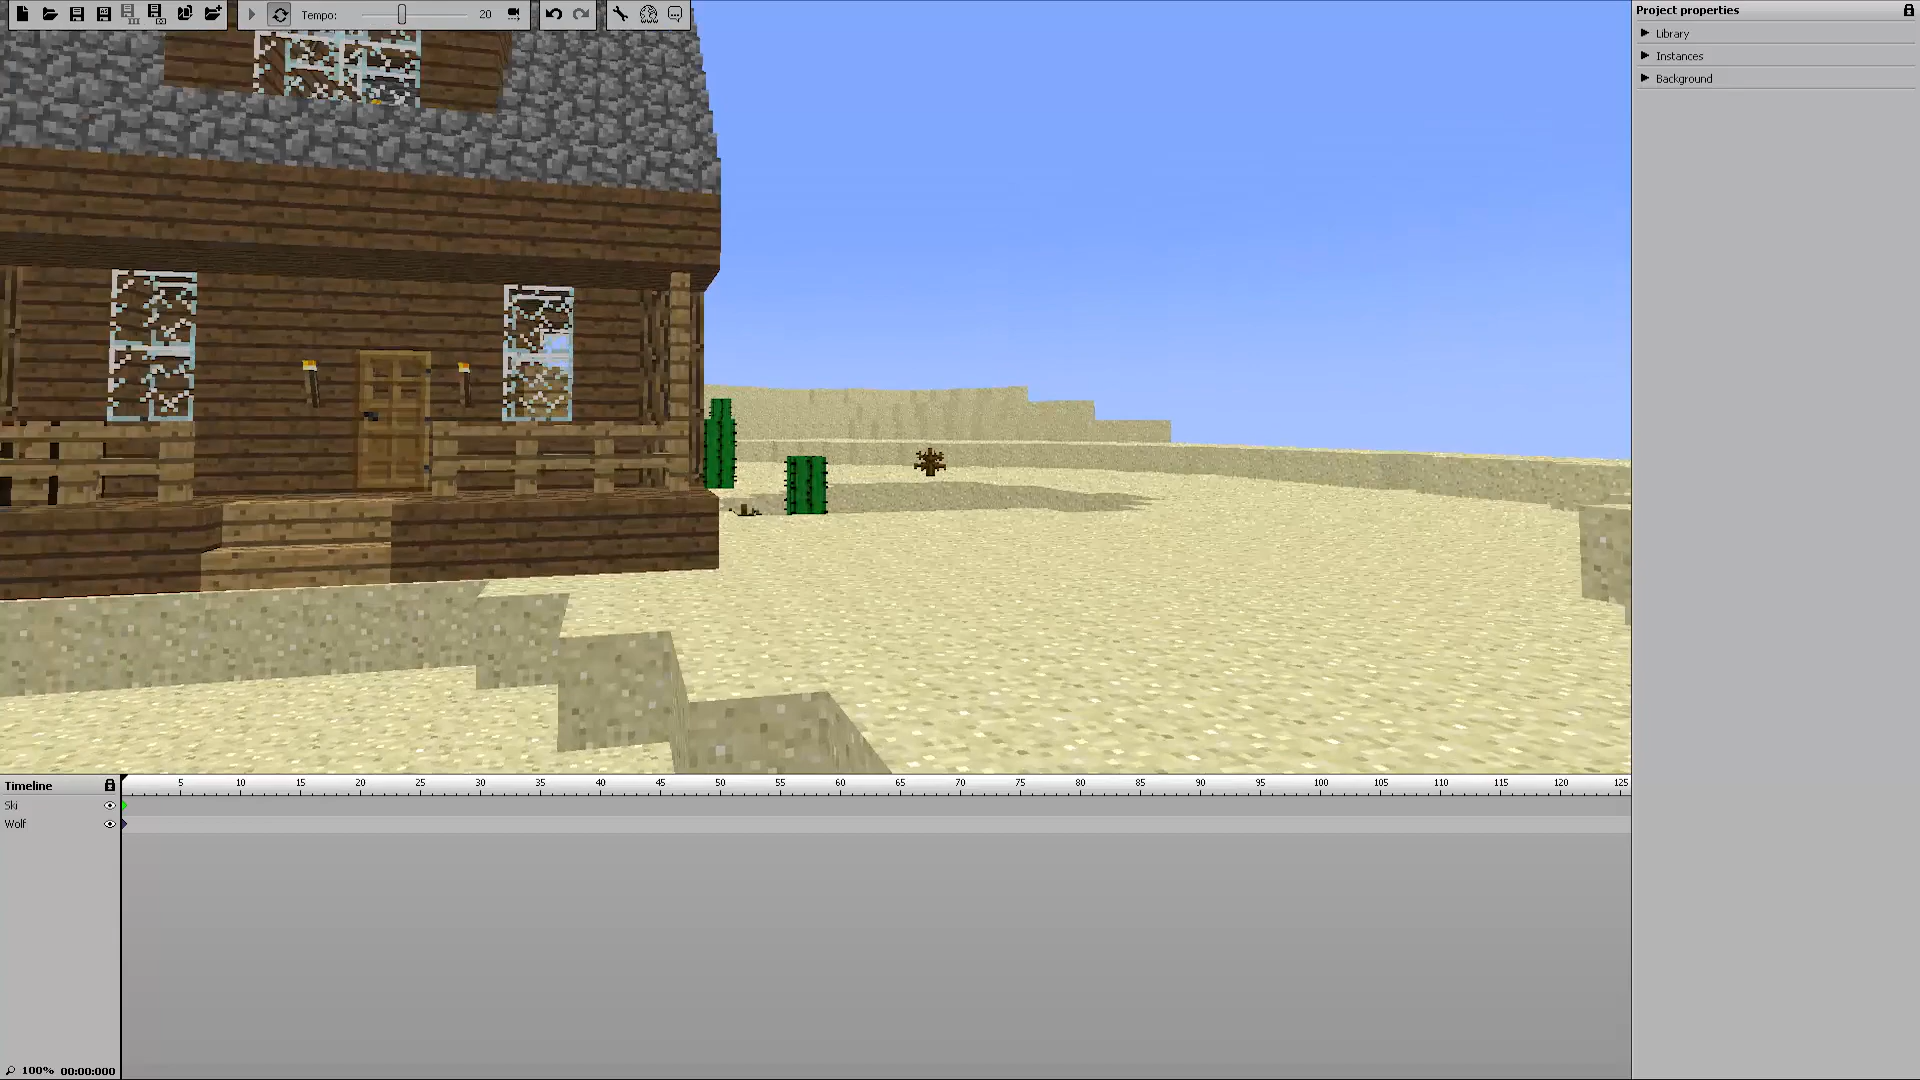 Tempo:
20
Project properties
Library
Instances
Background
Timeline
5 10 15 20 25 30 35 40 45 50 55 60 65 70 75 80 85 90 95 100 105 110 115 120 125
Ski
Wolf
100% 00:00:000